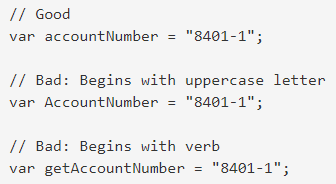 // Good
var accountNumber = "8401-1";
// Bad: Begins with uppercase letter
var AccountNumber = "8401-1";
// Bad: Begins with verb
var getAccountNumber = "8401-1";